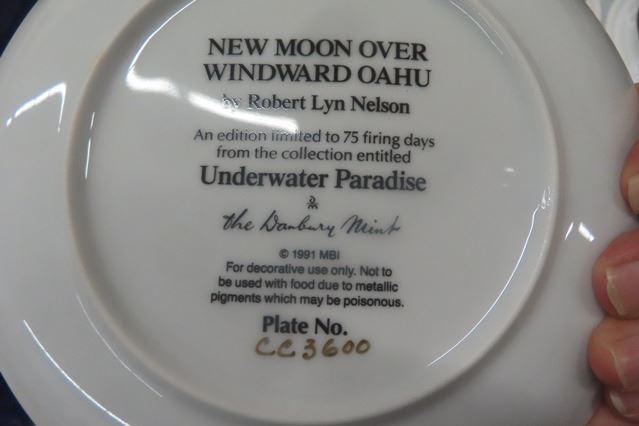 NEW MOON OVER
WINDWARD OAHU
by Robert Lyn Nelson
An edition limited to 75 firing days
from the collection entitled
Underwater Paradise
the Danbury Mint
© 1991 MBI
For decorative use only. Not to
be used with food due to metallic
pigments which may be poisonous.
Plate No.
CC3600